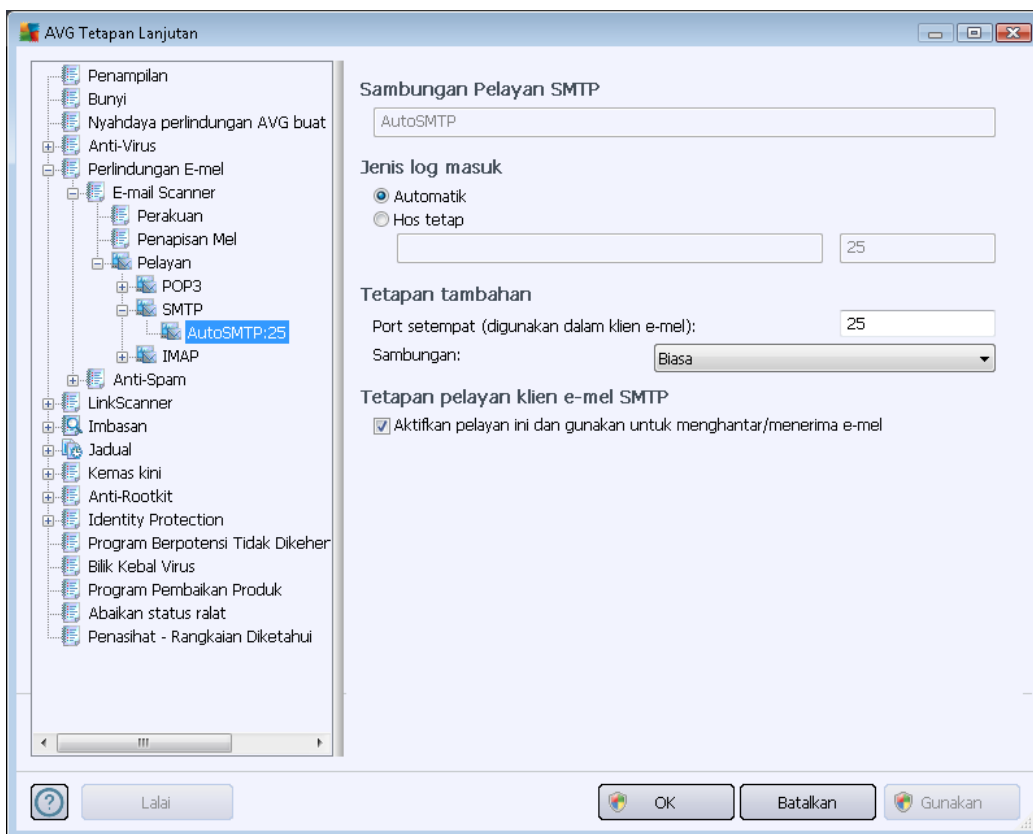 AVG Tetapan Lanjutan
Penampilan
Bunyi
Nyahdaya perlindungan AVG buat
Anti-Virus
Perlindungan E-mel
E-mail Scanner
Perakuan
Penapisan Mel
Pelayan
POP3
SMTP
AutoSMTP:25
IMAP
Anti-Spam
LinkScanner
Imbasan
Jadual
Kemas kini
Anti-Rootkit
Identity Protection
Program Berpotensi Tidak Dikeher
Bilik Kebal Virus
Program Pembaikan Produk
Abaikan status ralat
Penasihat - Rangkaian Diketahui
Sambungan Pelayan SMTP
AutoSMTP
Jenis log masuk
Automatik
Hos tetap
25
Tetapan tambahan
Port setempat (digunakan dalam klien e-mel): 25
Sambungan: Biasa
Tetapan pelayan klien e-mel SMTP
Aktifkan pelayan ini dan gunakan untuk menghantar/menerima e-mel
? Lalai OK Batalkan Gunakan